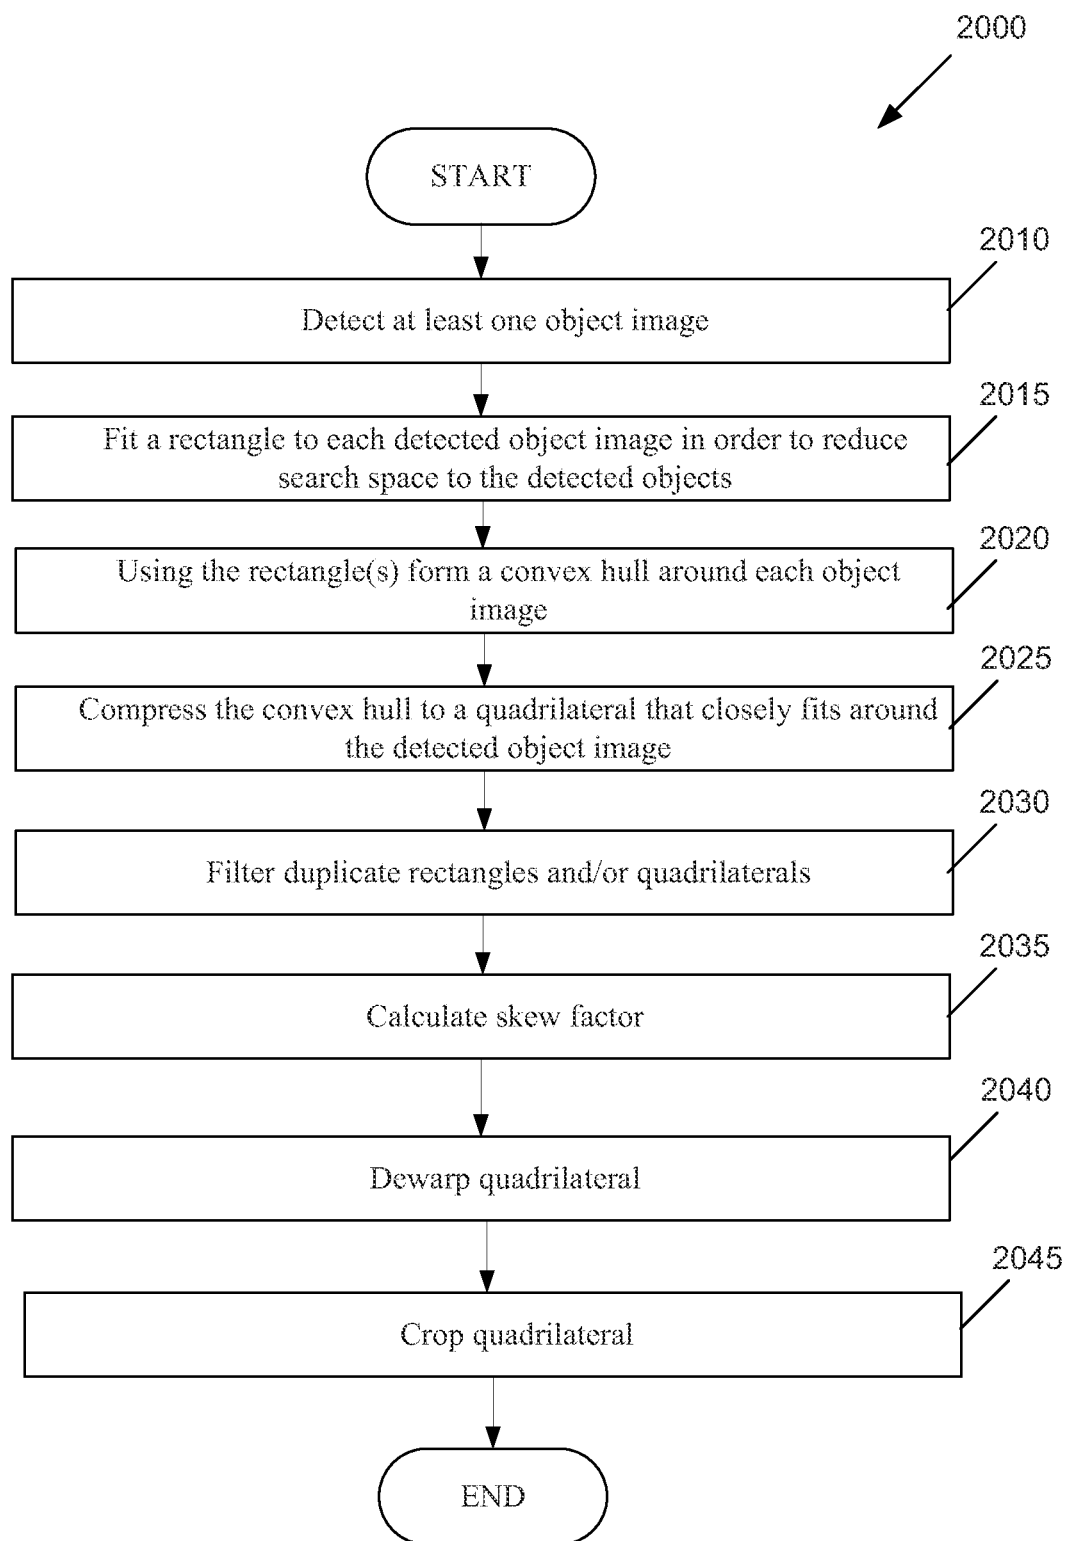 2000
START
2010
Detect at least one object image
2015
Fit a rectangle to each detected object image in order to reduce
search space to the detected objects
2020
Using the rectangle(s) form a convex hull around each object
image
2025
Compress the convex hull to a quadrilateral that closely fits around
the detected object image
2030
Filter duplicate rectangles and/or quadrilaterals
2035
Calculate skew factor
2040
Dewarp quadrilateral
2045
Crop quadrilateral
END